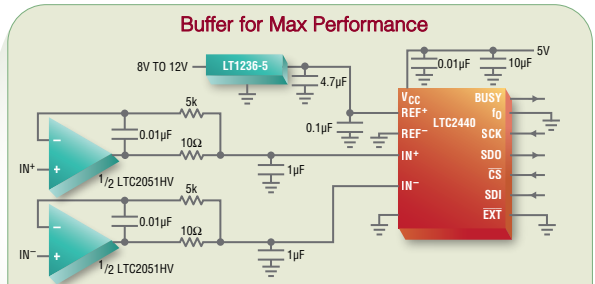 Buffer for Max Performance
8V TO 12V
LT1236-5
4.7µF
0.1µF
0.01µF
10µF
5V
VCC
REF+
REF−
IN+
IN−
LTC2440
BUSY
fO
SCK
SDO
CS
SDI
EXT
5k
0.01µF
10Ω
1µF
IN+
−
+
1/2 LTC2051HV
5k
0.01µF
10Ω
1µF
IN−
−
+
1/2 LTC2051HV